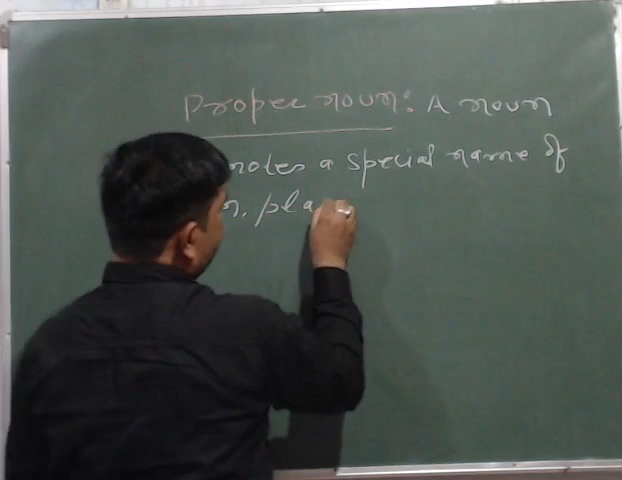 Proper noun: A noun
notes a special name of
n, pla